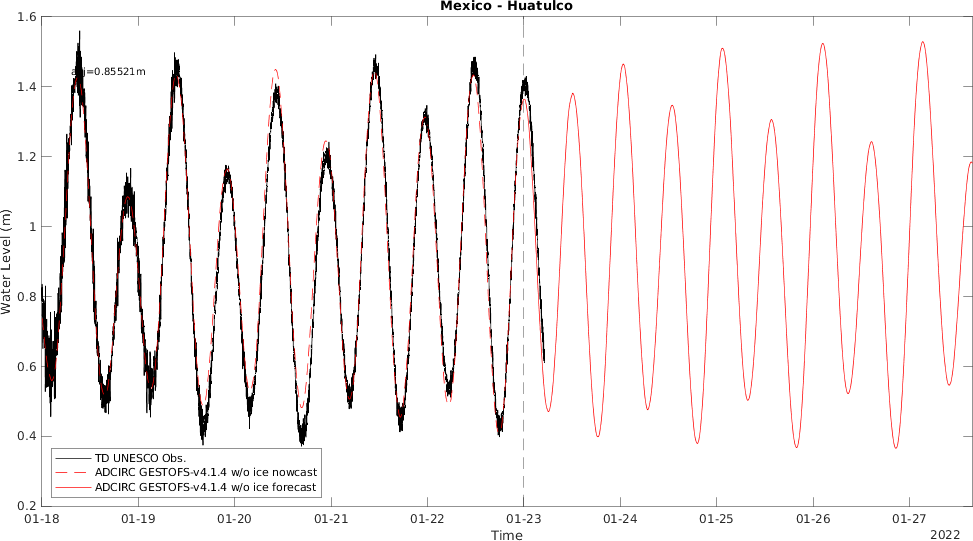 Mexico - Huatulco
1.6
1.4
1.2
1
0.8
0.6
0.4
0.2
Water Level (m)
adj=0.85521m
TD UNESCO Obs.
ADCIRC GESTOFS-v4.1.4 w/o ice nowcast
ADCIRC GESTOFS-v4.1.4 w/o ice forecast
01-18 01-19 01-20 01-21 01-22 01-23 01-24 01-25 01-26 01-27
Time
2022